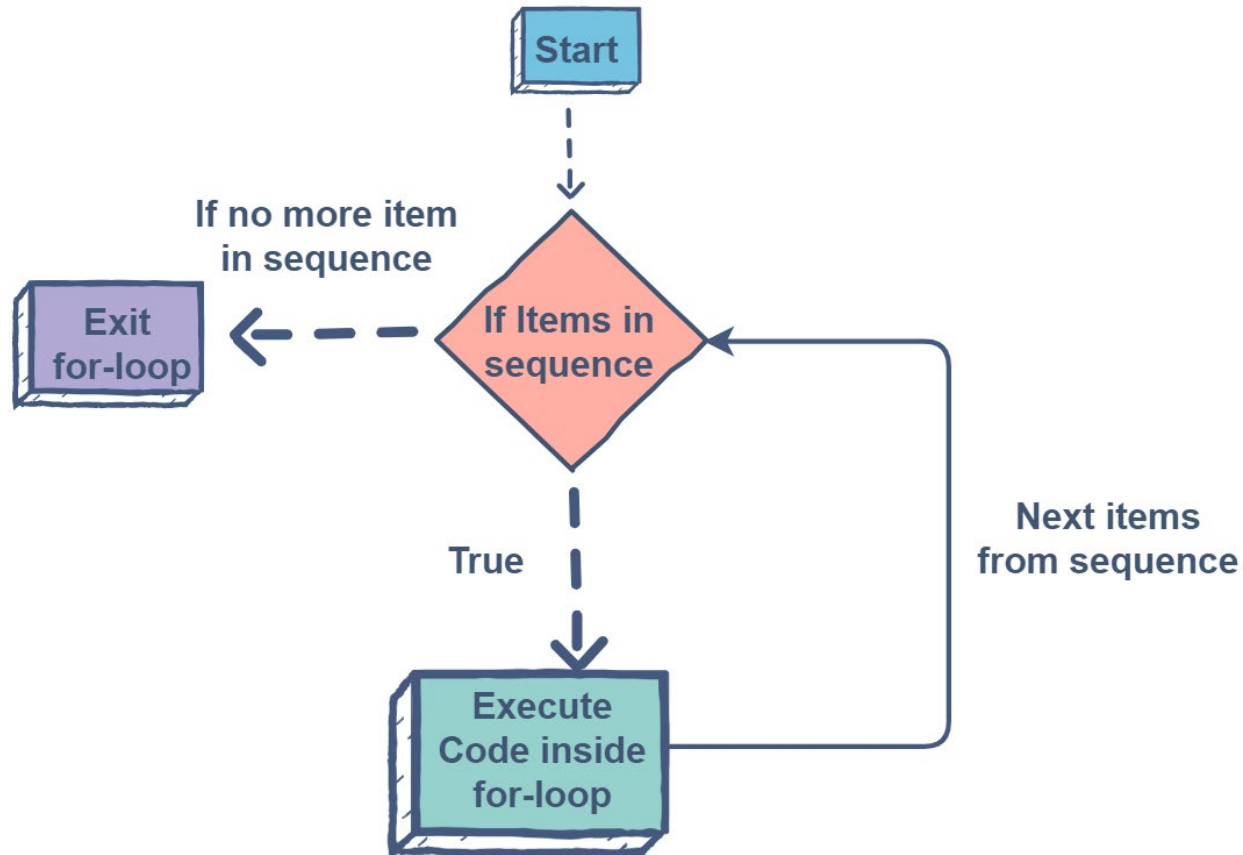 Start
If no more item
in sequence
Exit
for-loop
If Items in
sequence
True
Next items
from sequence
Execute
Code inside
for-loop